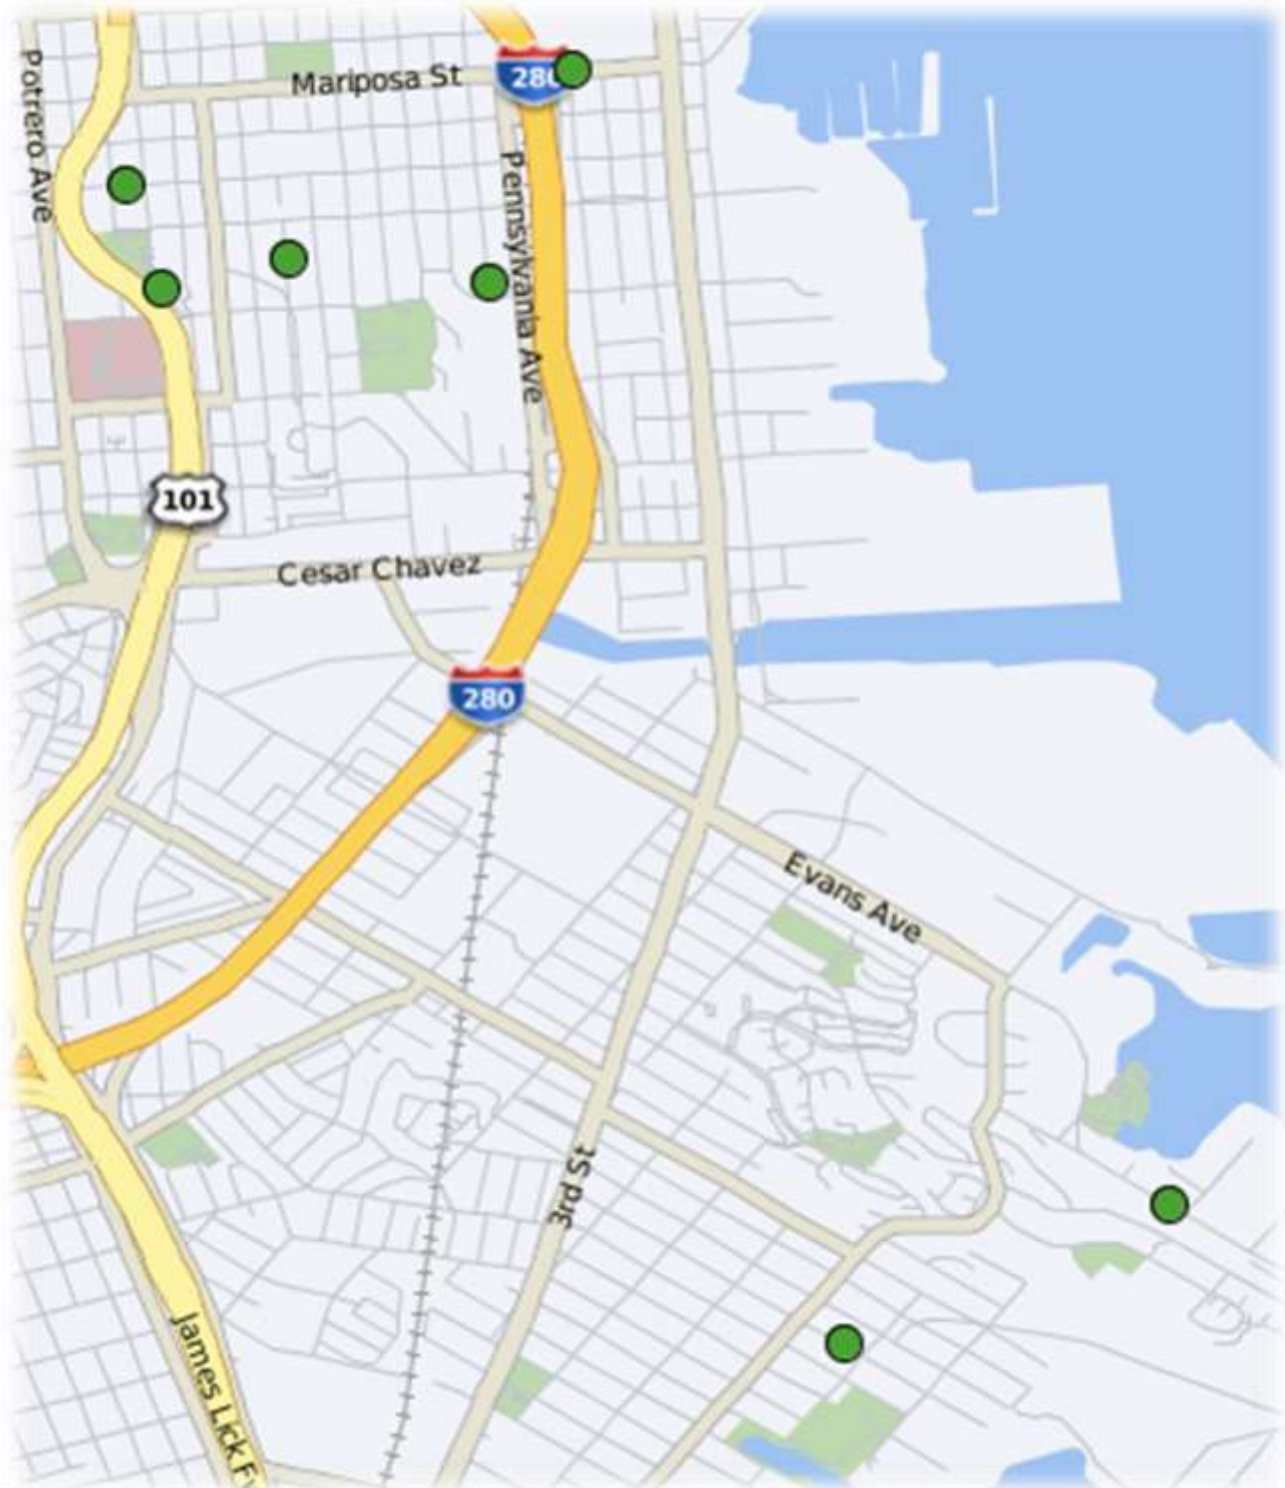 Potrero Ave
Mariposa St
280
Pennsylvania Ave
101
Cesar Chavez
280
Evans Ave
3rd St
James Lick F